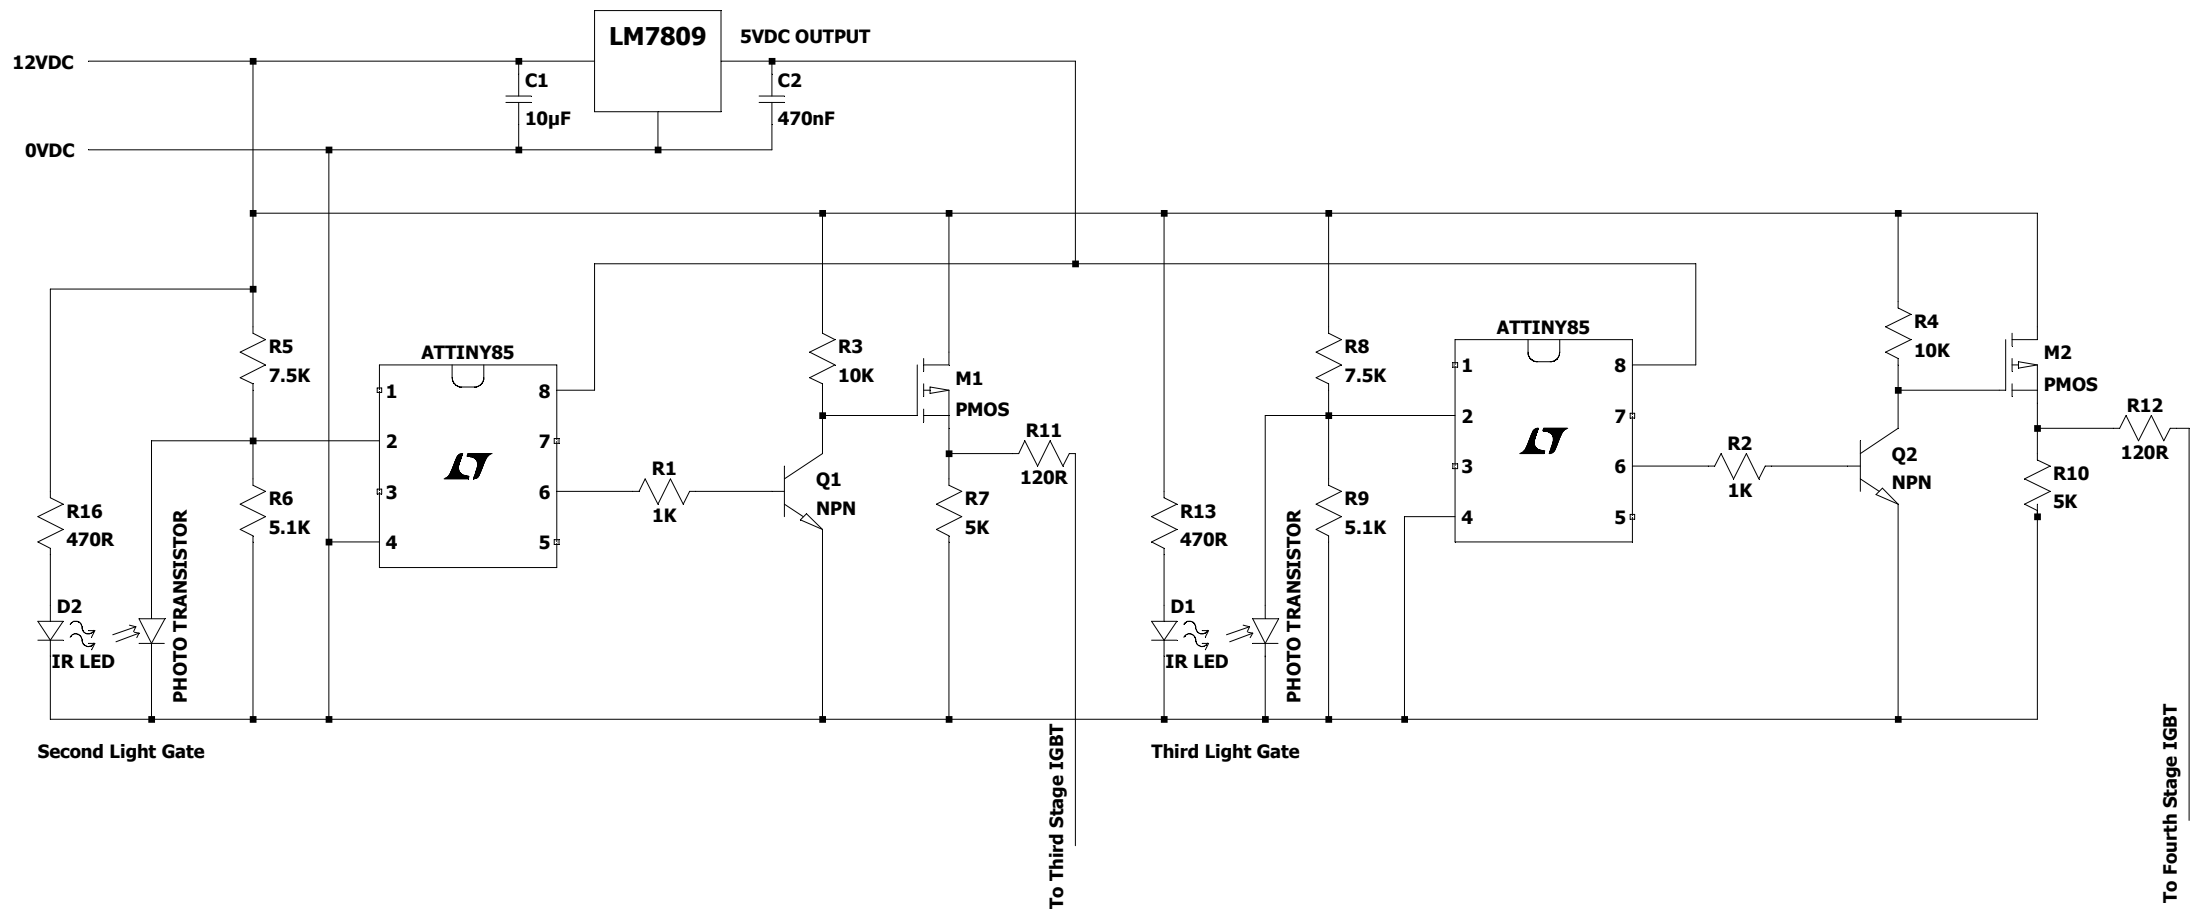 LM7809
5VDC OUTPUT
12VDC
C1
10µF
C2
470nF
0VDC
R5
7.5K
ATTINY85
1
2
3
4
8
7
6
5
R3
10K
M1
PMOS
R11
120R
R1
1K
Q1
NPN
R7
5K
R6
5.1K
R16
470R
D2
IR LED
PHOTO TRANSISTOR
Second Light Gate
To Third Stage IGBT
R8
7.5K
ATTINY85
1
2
3
4
8
7
6
5
R4
10K
M2
PMOS
R12
120R
R2
1K
Q2
NPN
R10
5K
R9
5.1K
R13
470R
D1
IR LED
PHOTO TRANSISTOR
Third Light Gate
To Fourth Stage IGBT